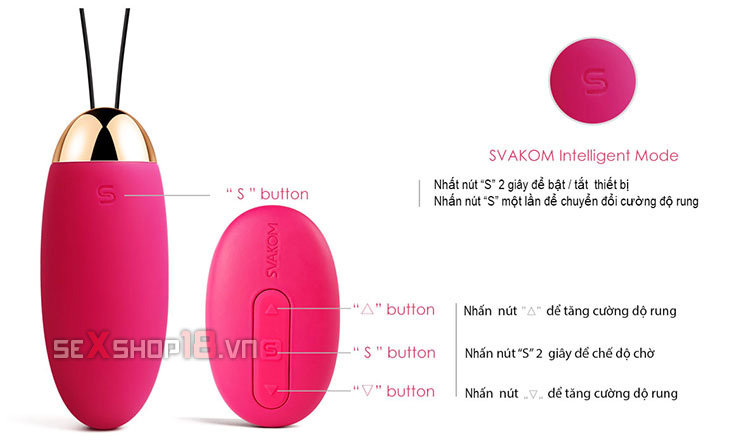 S
SVAKOM Intelligent Mode
Nhất nút “S” 2 giây để bật / tắt thiết bị
Nhấn nút “S” một lần để chuyển đổi cường độ rung
S
“ S ” button
SVAKOM
“△” button
Nhấn nút “△” để tăng cường độ rung
seXshop18.vn
S
“ S ” button
Nhấn nút “S” 2 giây để chế độ chờ
“▽” button
Nhấn nút „▽„ để tăng cường độ rung